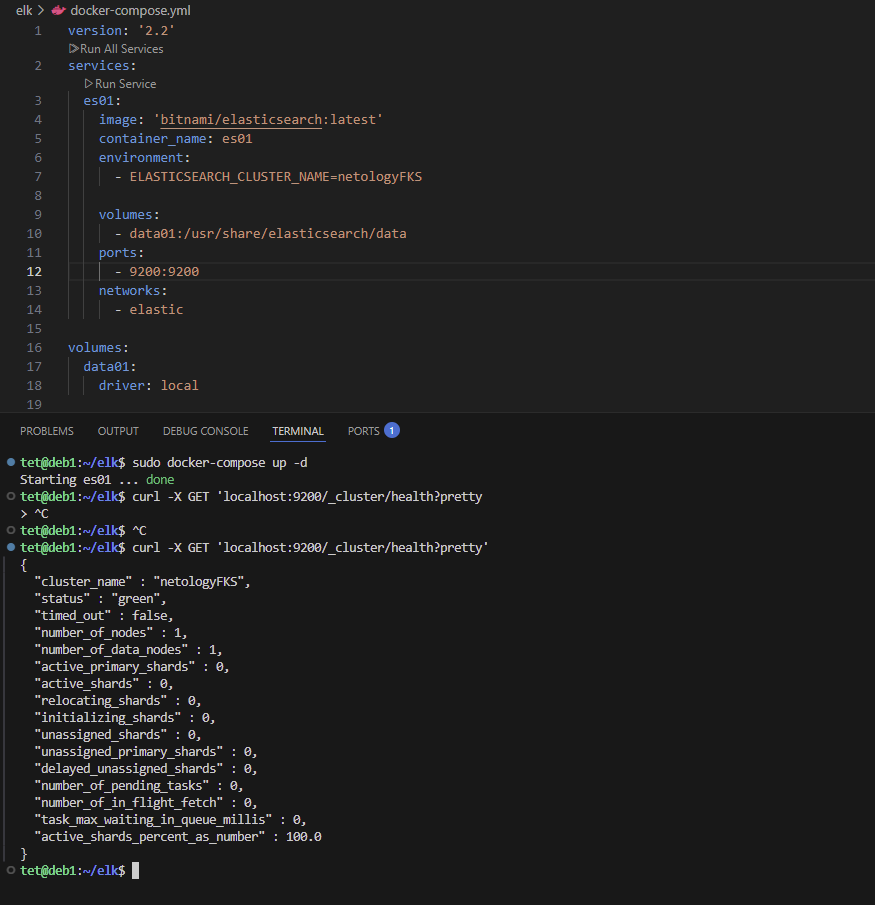 elk > docker-compose.yml
1 version: '2.2'
Run All Services
2 services:
Run Service
3 es01:
4 image: 'bitnami/elasticsearch:latest'
5 container_name: es01
6 environment:
7 - ELASTICSEARCH_CLUSTER_NAME=netologyFKS
8
9 volumes:
10 - data01:/usr/share/elasticsearch/data
11 ports:
12 - 9200:9200
13 networks:
14 - elastic
15
16 volumes:
17 data01:
18 driver: local
19
PROBLEMS OUTPUT DEBUG CONSOLE TERMINAL PORTS 1
tet@deb1:~/elk$ sudo docker-compose up -d
Starting es01 ... done
tet@deb1:~/elk$ curl -X GET 'localhost:9200/_cluster/health?pretty
> ^C
tet@deb1:~/elk$ ^C
tet@deb1:~/elk$ curl -X GET 'localhost:9200/_cluster/health?pretty'
{
"cluster_name" : "netologyFKS",
"status" : "green",
"timed_out" : false,
"number_of_nodes" : 1,
"number_of_data_nodes" : 1,
"active_primary_shards" : 0,
"active_shards" : 0,
"relocating_shards" : 0,
"initializing_shards" : 0,
"unassigned_shards" : 0,
"unassigned_primary_shards" : 0,
"delayed_unassigned_shards" : 0,
"number_of_pending_tasks" : 0,
"number_of_in_flight_fetch" : 0,
"task_max_waiting_in_queue_millis" : 0,
"active_shards_percent_as_number" : 100.0
}
tet@deb1:~/elk$